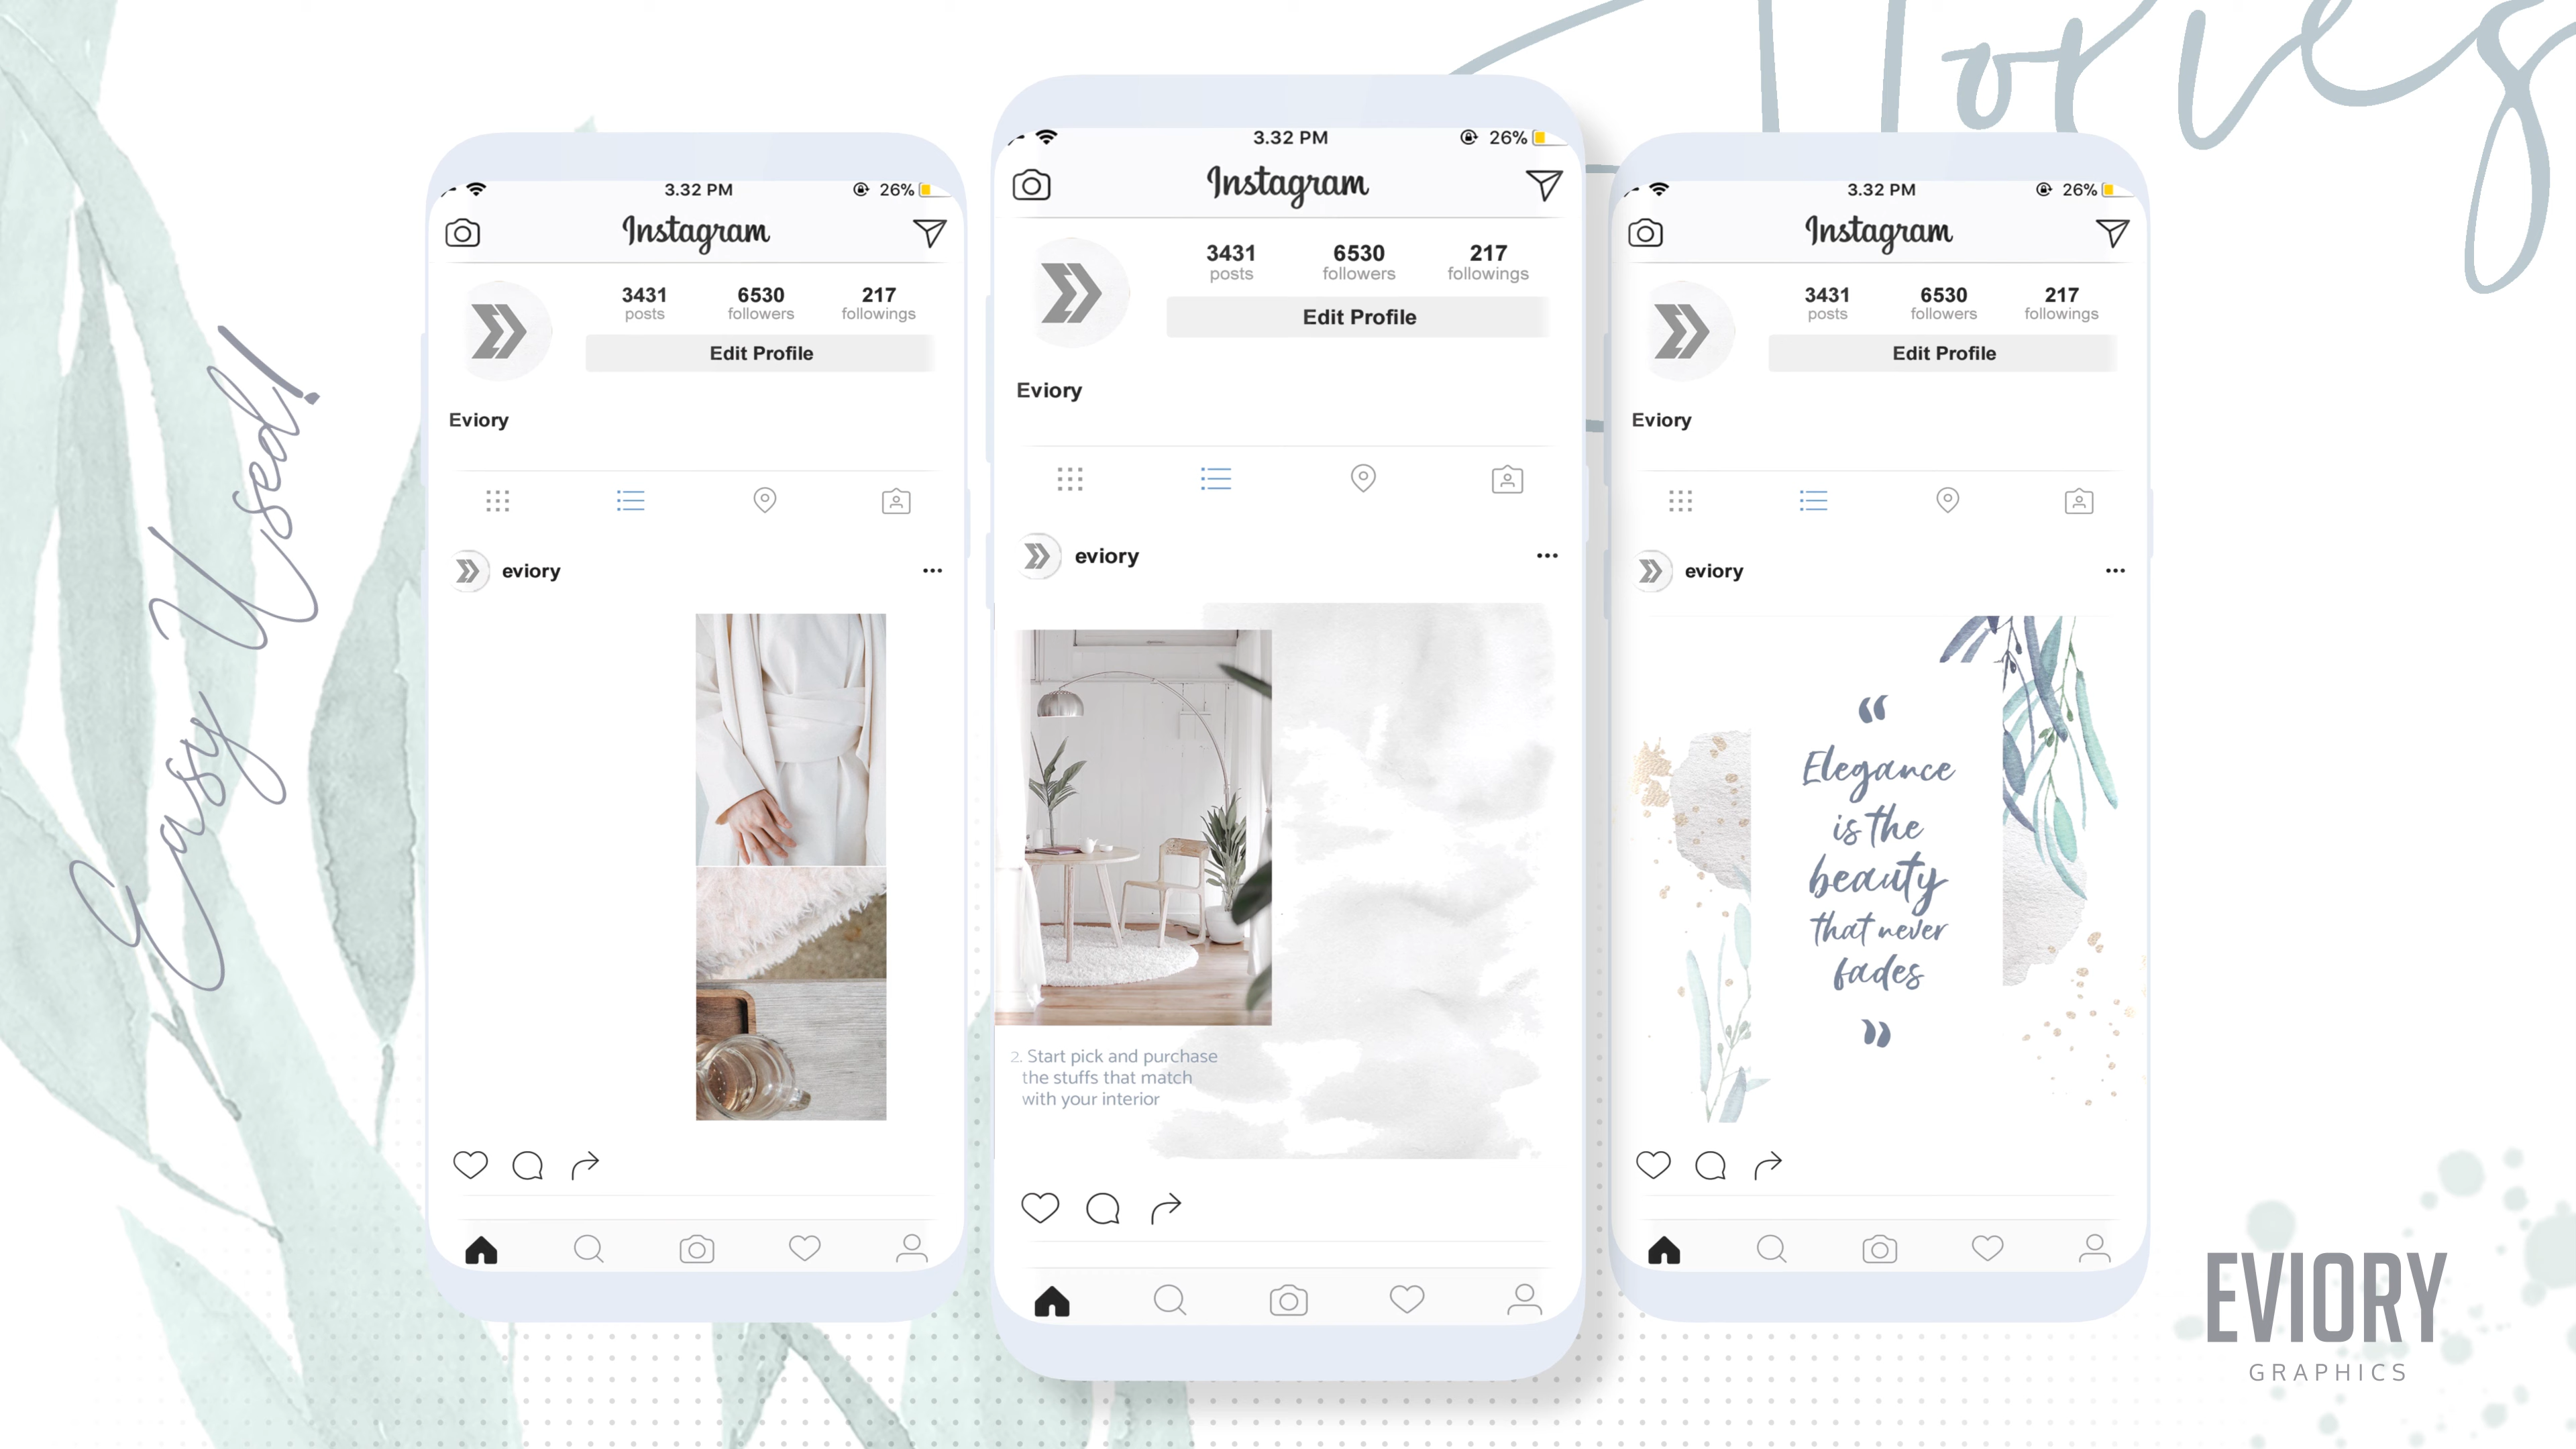 Stories
Easy Used!
3.32 PM
26%
Instagram
3431
6530
217
posts
followers
followings
Edit Profile
Eviory
eviory
3.32 PM
26%
Instagram
3431
6530
217
posts
followers
followings
Edit Profile
Eviory
eviory
2. Start pick and purchase
the stuffs that match
with your interior
3.32 PM
26%
Instagram
3431
6530
217
posts
followers
followings
Edit Profile
Eviory
eviory
“
Elegance
is the
beauty
that never
fades
”
EVIORY
GRAPHICS